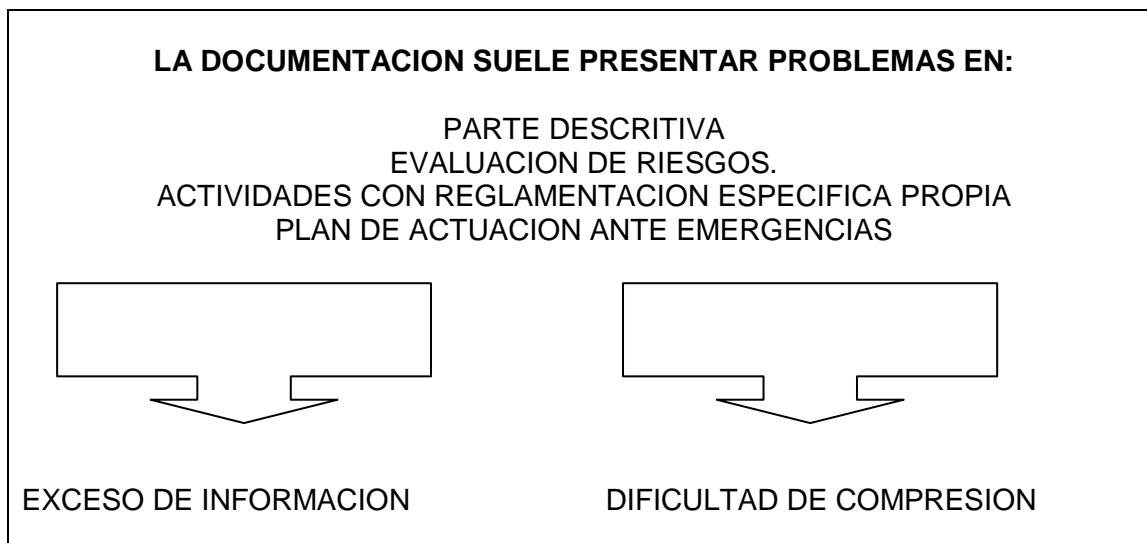 LA DOCUMENTACION SUELE PRESENTAR PROBLEMAS EN:
PARTE DESCRITIVA
EVALUACION DE RIESGOS.
ACTIVIDADES CON REGLAMENTACION ESPECIFICA PROPIA
PLAN DE ACTUACION ANTE EMERGENCIAS
EXCESO DE INFORMACION
DIFICULTAD DE COMPRESION